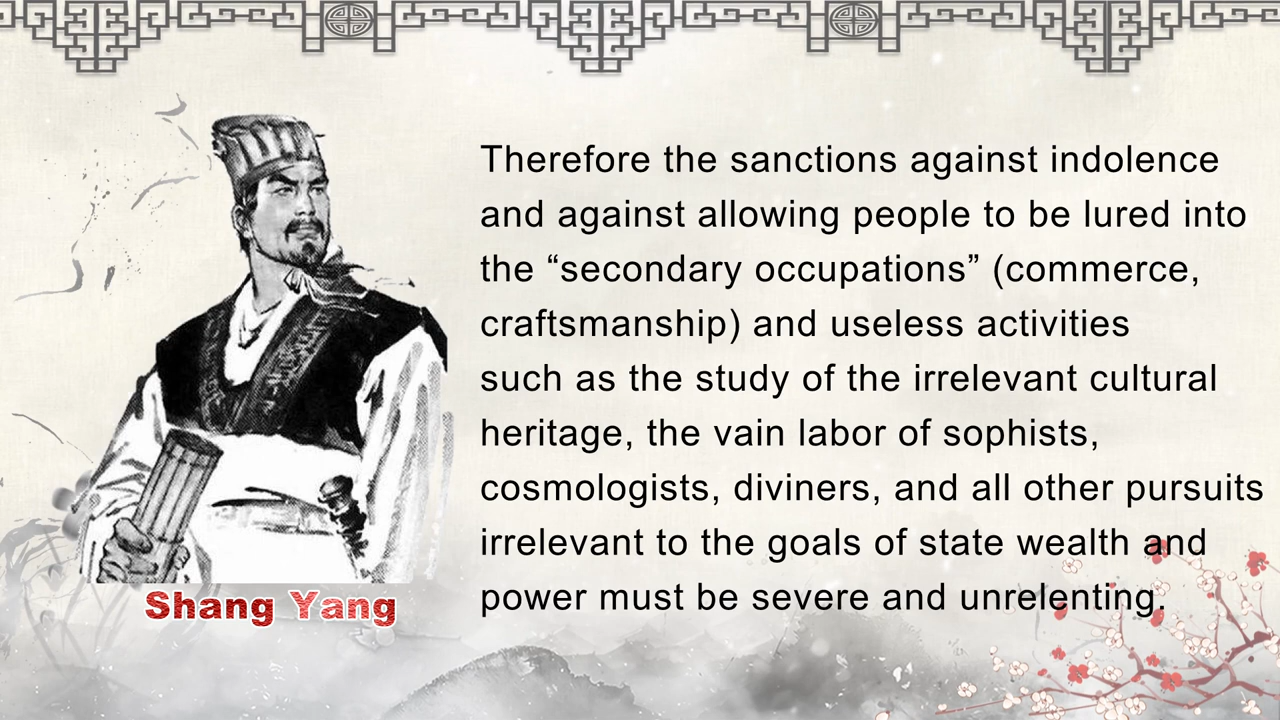 Therefore the sanctions against indolence
and against allowing people to be lured into
the “secondary occupations” (commerce,
craftsmanship) and useless activities
such as the study of the irrelevant cultural
heritage, the vain labor of sophists,
cosmologists, diviners, and all other pursuits
irrelevant to the goals of state wealth and
power must be severe and unrelenting.
Shang Yang